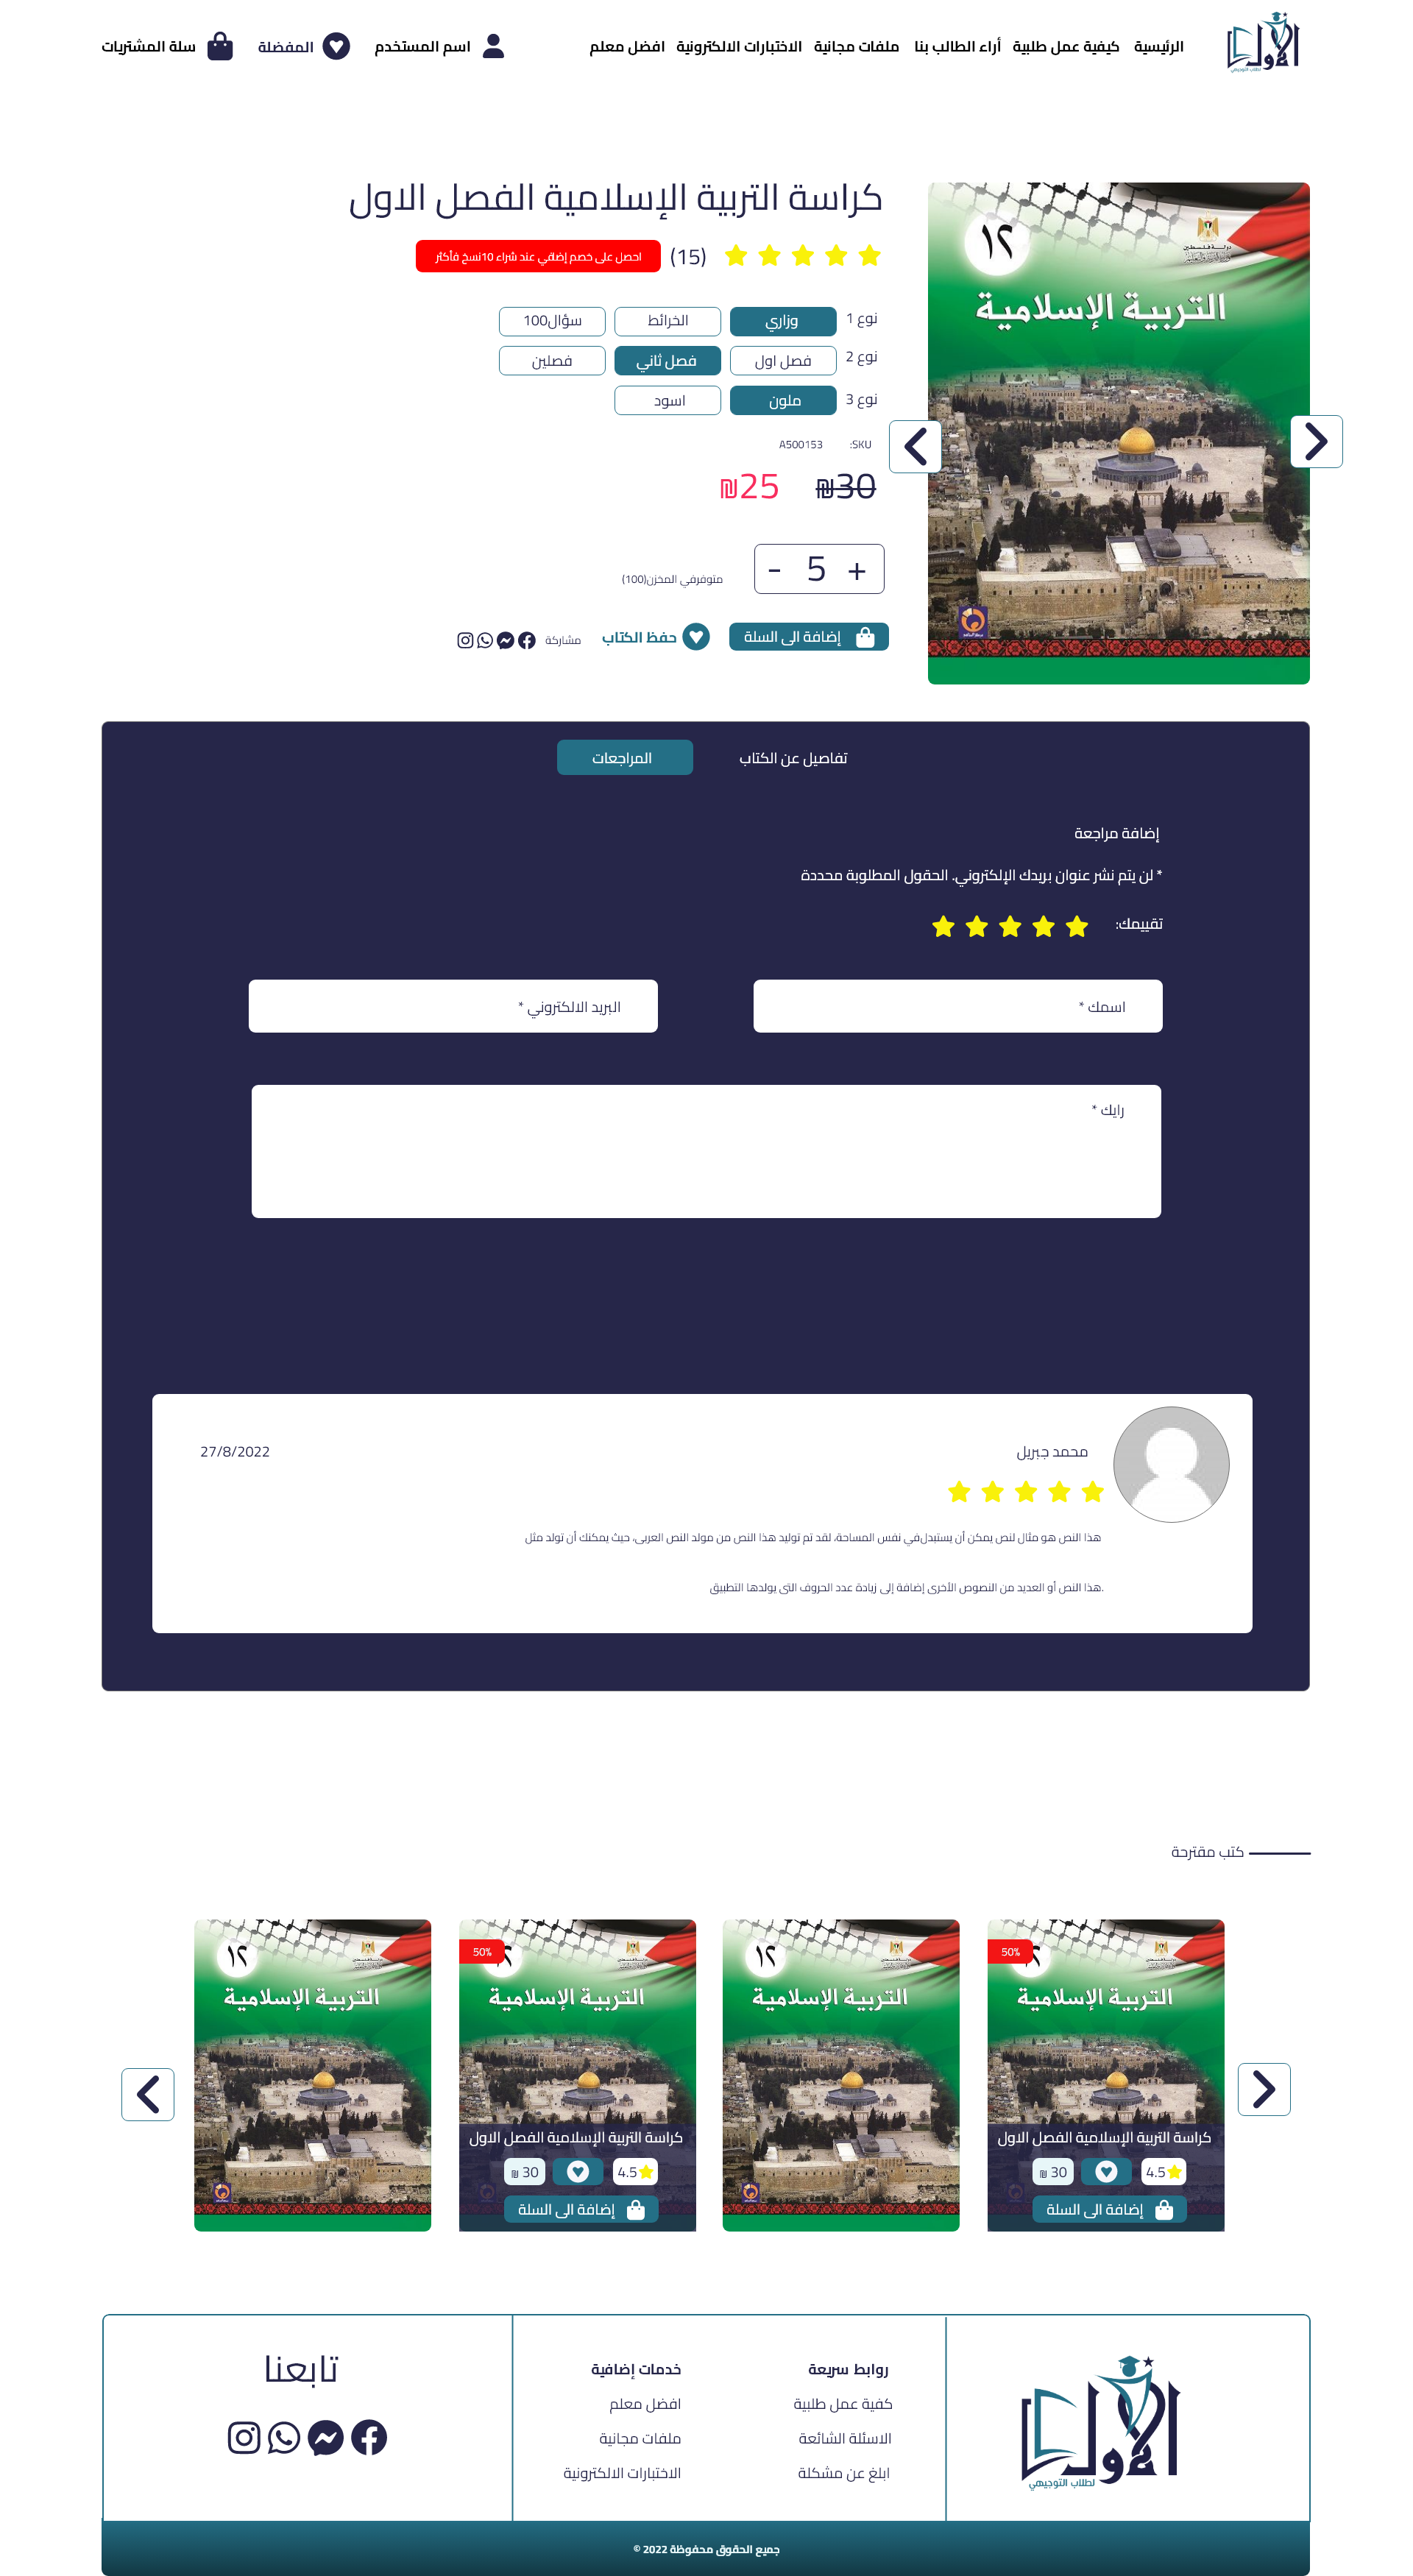 الأول
لطلاب التوجيهي
الرئيسية
كيفية عمل طلبية
أراء الطالب بنا
ملفات مجانية
الاختبارات الالكترونية
افضل معلم
اسم المستخدم
المفضلة
سلة المشتريات
كراسة التربية الإسلامية الفصل الاول
(15)
احصل على خصم إضافي عند شراء 10نسخ فأكثر
نوع 1
وزاري
الخرائط
سؤال100
نوع 2
فصل اول
فصل ثاني
فصلين
نوع 3
ملون
اسود
SKU:
A500153
₪30
₪25
+ 5 -
متوفرفي المخزن(100)
إضافة الى السلة
حفظ الكتاب
مشاركة
١٢
دولة فلسطين
التربية الإسلامية
تفاصيل عن الكتاب
المراجعات
إضافة مراجعة
* لن يتم نشر عنوان بريدك الإلكتروني. الحقول المطلوبة محددة
تقييمك:
اسمك *
البريد الالكتروني *
رايك *
محمد جبريل
27/8/2022
هذا النص هو مثال لنص يمكن أن يستبدل في نفس المساحة، لقد تم توليد هذا النص من مولد النص العربى، حيث يمكنك أن تولد مثل
.هذا النص أو العديد من النصوص الأخرى إضافة إلى زيادة عدد الحروف التى يولدها التطبيق
كتب مقترحة
50%
التربية الإسلامية
كراسة التربية الإسلامية الفصل الاول
4.5
30 ₪
إضافة الى السلة
١٢
التربية الإسلامية
50%
التربية الإسلامية
كراسة التربية الإسلامية الفصل الاول
4.5
30 ₪
إضافة الى السلة
١٢
التربية الإسلامية
الأول
لطلاب التوجيهي
روابط سريعة
كفية عمل طلبية
الاسئلة الشائعة
ابلغ عن مشكلة
خدمات إضافية
افضل معلم
ملفات مجانية
الاختبارات الالكترونية
تابعنا
جميع الحقوق محفوظة 2022 ©